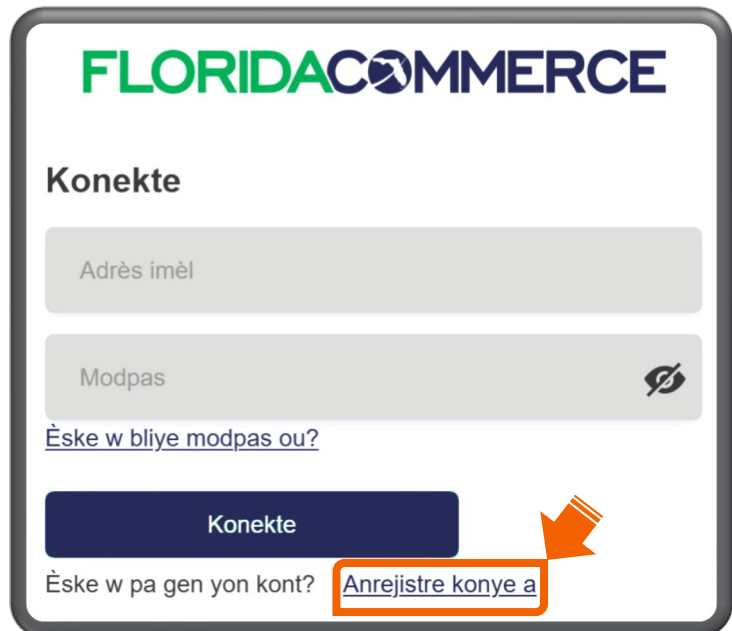 FLORIDACOMMERCE
Konekte
Adrès imèl
Modpas
Èske w bliye modpas ou?
Konekte
Èske w pa gen yon kont? Anrejistre konye a